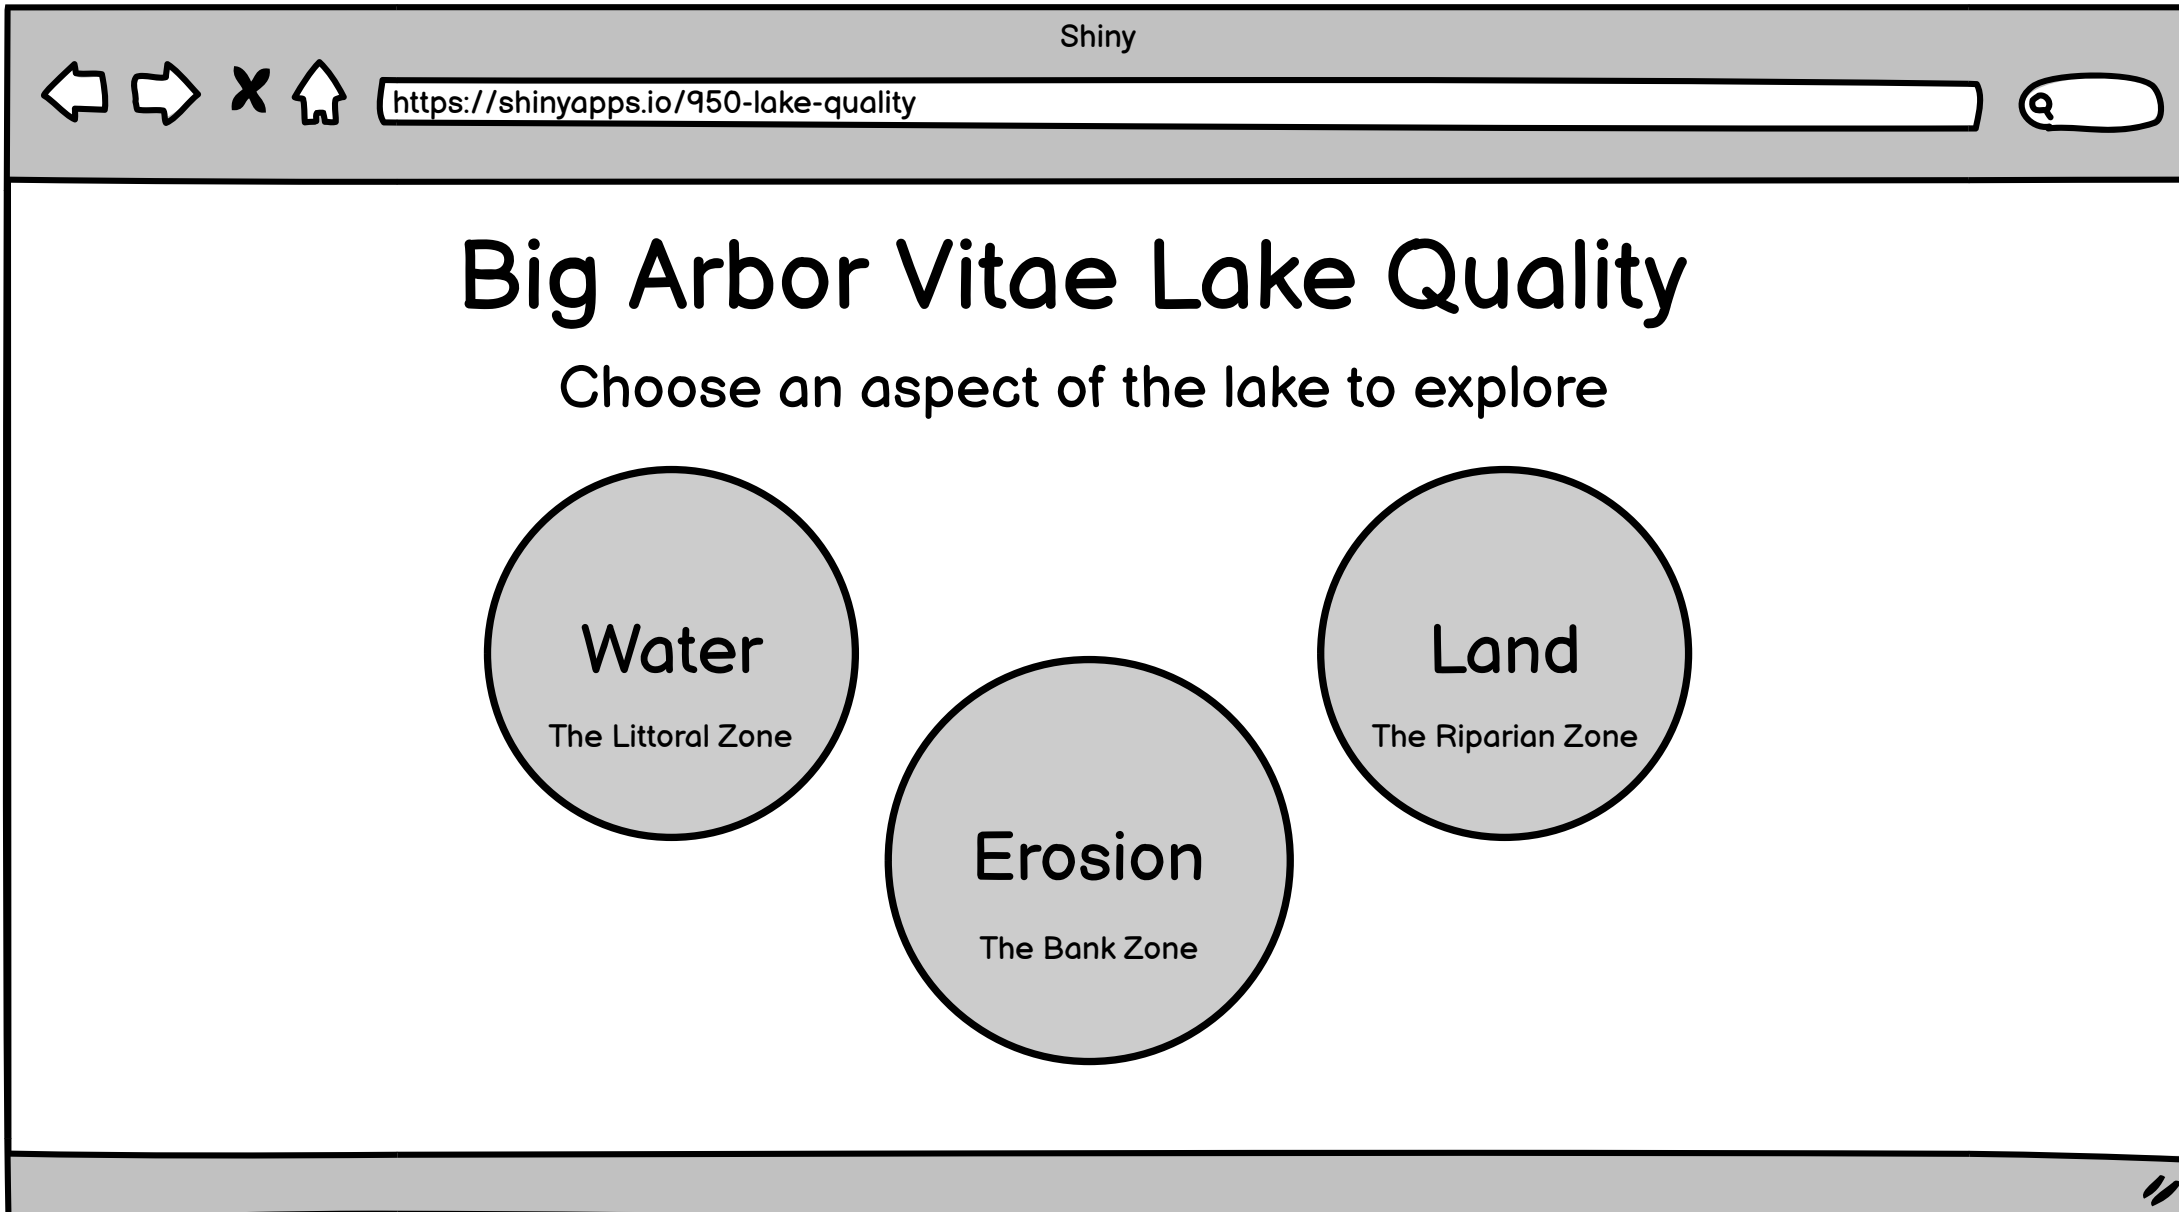 Shiny
https://shinyapps.io/950-lake-quality
Big Arbor Vitae Lake Quality
Choose an aspect of the lake to explore
Water
The Littoral Zone
Land
The Riparian Zone
Erosion
The Bank Zone